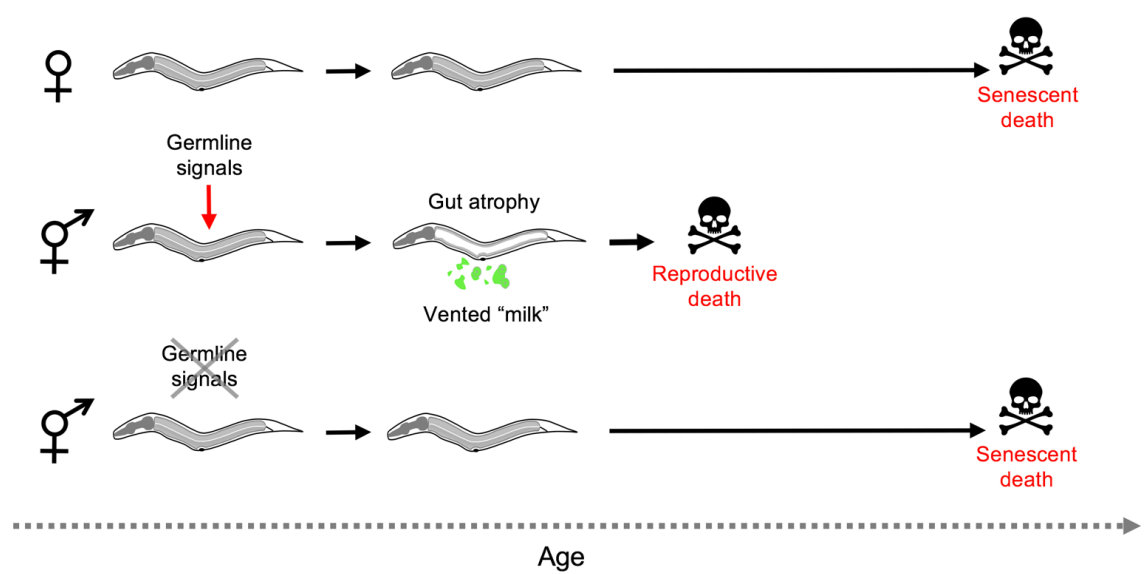 Senescent
death
Germline
signals
Gut atrophy
Vented “milk”
Reproductive
death
Germline
signals
Senescent
death
Age